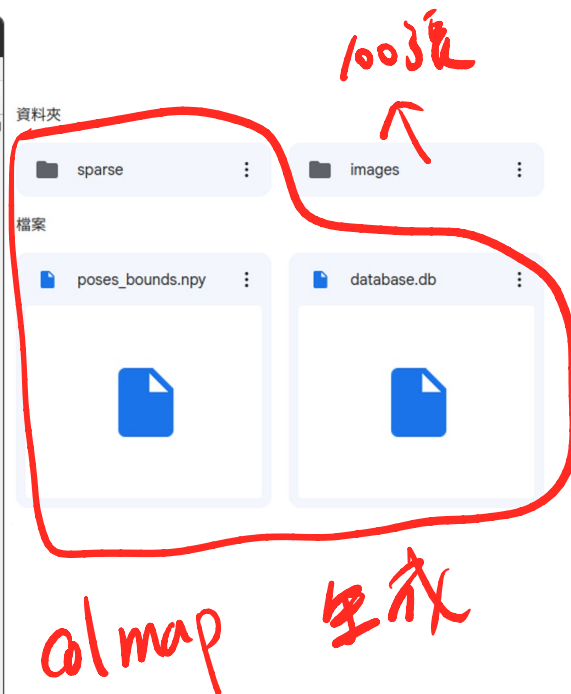 100張
資料夾
sparse
images
檔案
poses_bounds.npy
database.db
colmap
生成